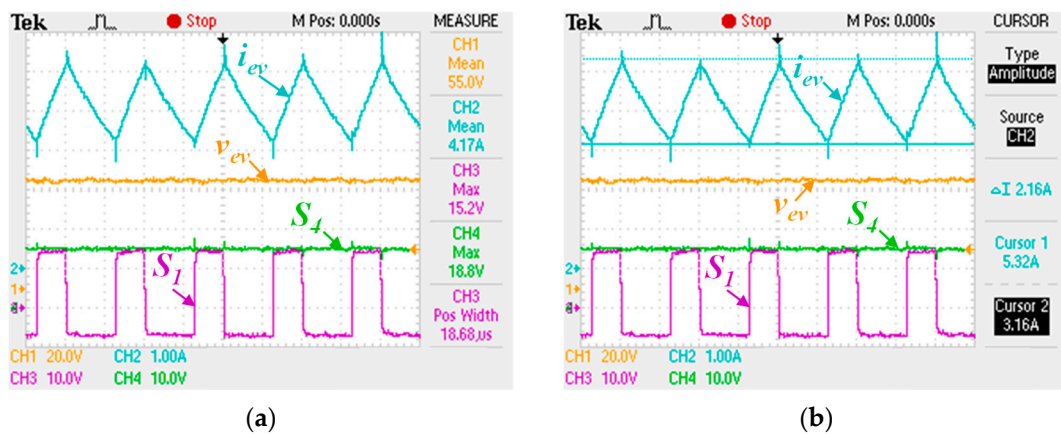 Tek Stop M Pos: 0.000s MEASURE
CH1
Mean
55.0V
CH2
Mean
4.17A
CH3
Max
15.2V
CH4
Max
18.8V
CH3
Pos Width
18.68µs
iev
vev
S4
S1
2
1
CH1 20.0V CH2 1.00A
CH3 10.0V CH4 10.0V
(a)
Tek Stop M Pos: 0.000s CURSOR
Type
Amplitude
Source
CH2
△I 2.16A
Cursor 1
5.32A
Cursor 2
3.16A
iev
vev
S4
S1
2
1
CH1 20.0V CH2 1.00A
CH3 10.0V CH4 10.0V
(b)